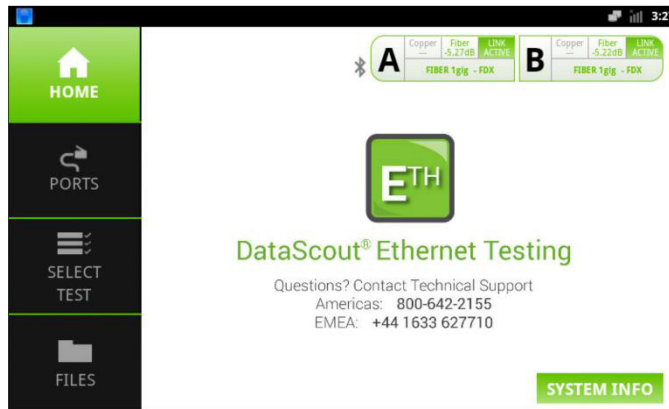 3:2
HOME
PORTS
SELECT
TEST
FILES
A
Copper
---
Fiber
-5.27dB
LINK
ACTIVE
FIBER 1gig - FDX
B
Copper
---
Fiber
-5.22dB
LINK
ACTIVE
FIBER 1gig - FDX
ETH
DataScout® Ethernet Testing
Questions? Contact Technical Support
Americas: 800-642-2155
EMEA: +44 1633 627710
SYSTEM INFO